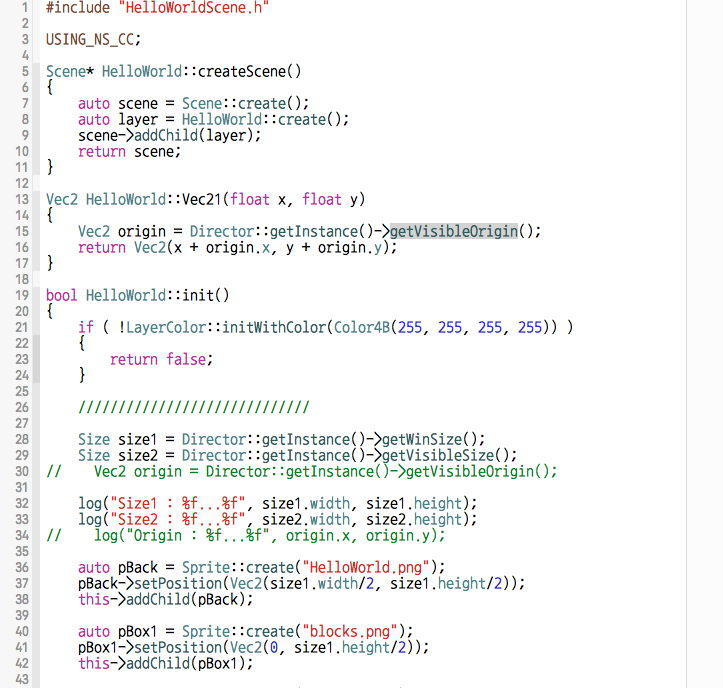 1 #include "HelloWorldScene.h"
2
3 USING_NS_CC;
4
5 Scene* HelloWorld::createScene()
6 {
7     auto scene = Scene::create();
8     auto layer = HelloWorld::create();
9     scene->addChild(layer);
10     return scene;
11 }
12
13 Vec2 HelloWorld::Vec21(float x, float y)
14 {
15     Vec2 origin = Director::getInstance()->getVisibleOrigin();
16     return Vec2(x + origin.x, y + origin.y);
17 }
18
19 bool HelloWorld::init()
20 {
21     if ( !LayerColor::initWithColor(Color4B(255, 255, 255, 255)) )
22     {
23         return false;
24     }
25
26     /////////////////////////////
27
28     Size size1 = Director::getInstance()->getWinSize();
29     Size size2 = Director::getInstance()->getVisibleSize();
30 //    Vec2 origin = Director::getInstance()->getVisibleOrigin();
31
32     log("Size1 : %f...%f", size1.width, size1.height);
33     log("Size2 : %f...%f", size2.width, size2.height);
34 //    log("Origin : %f...%f", origin.x, origin.y);
35
36     auto pBack = Sprite::create("HelloWorld.png");
37     pBack->setPosition(Vec2(size1.width/2, size1.height/2));
38     this->addChild(pBack);
39
40     auto pBox1 = Sprite::create("blocks.png");
41     pBox1->setPosition(Vec2(0, size1.height/2));
42     this->addChild(pBox1);
43